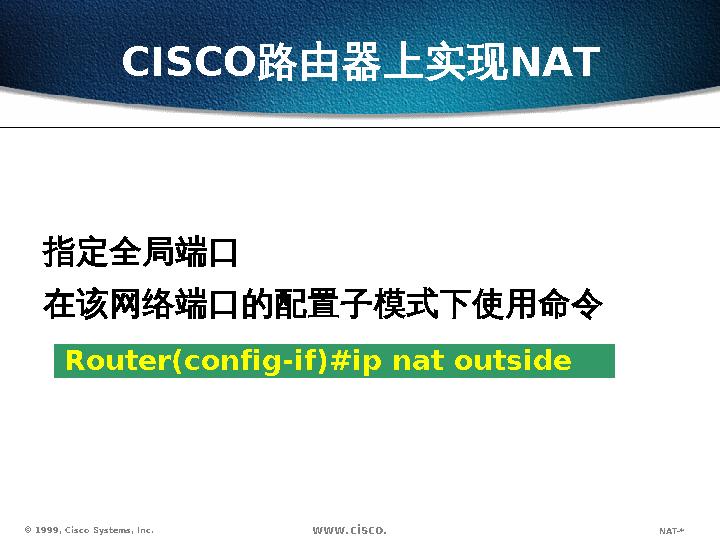 CISCO路由器上实现NAT
指定全局端口
在该网络端口的配置子模式下使用命令
Router(config-if)#ip nat outside
© 1999, Cisco Systems, Inc.
www.cisco.
NAT-*